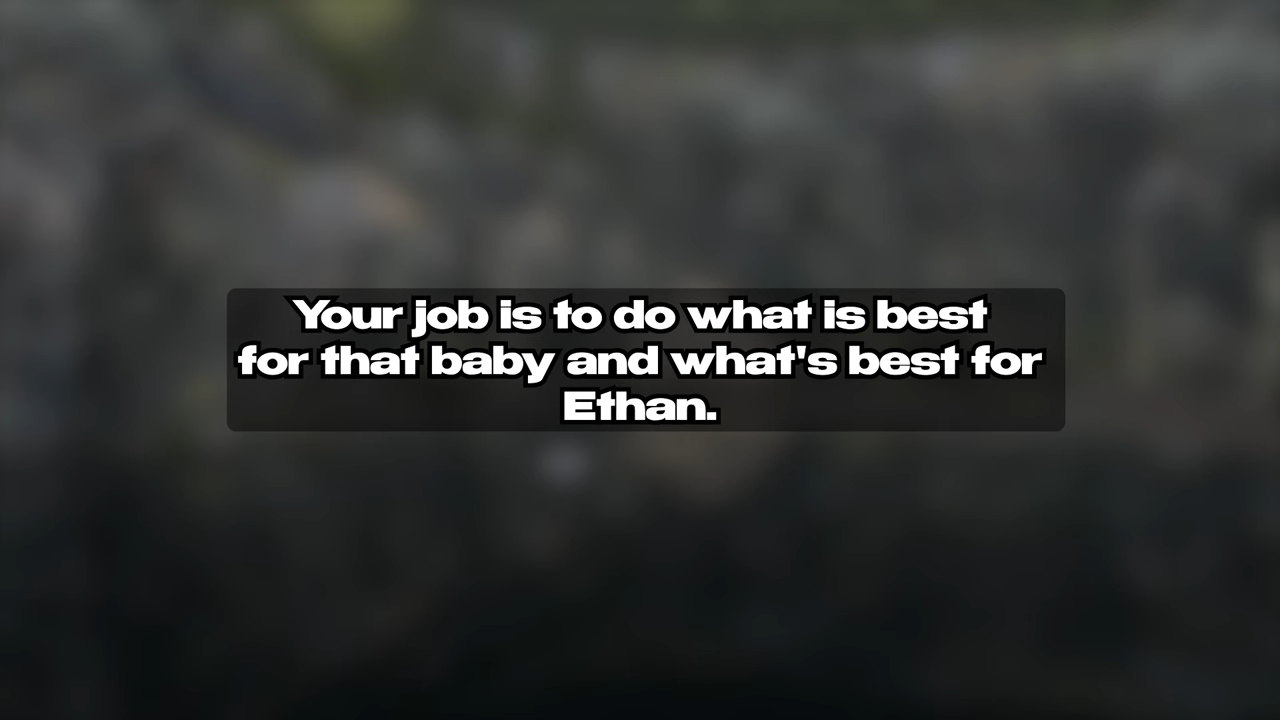 Your job is to do what is best
for that baby and what's best for
Ethan.